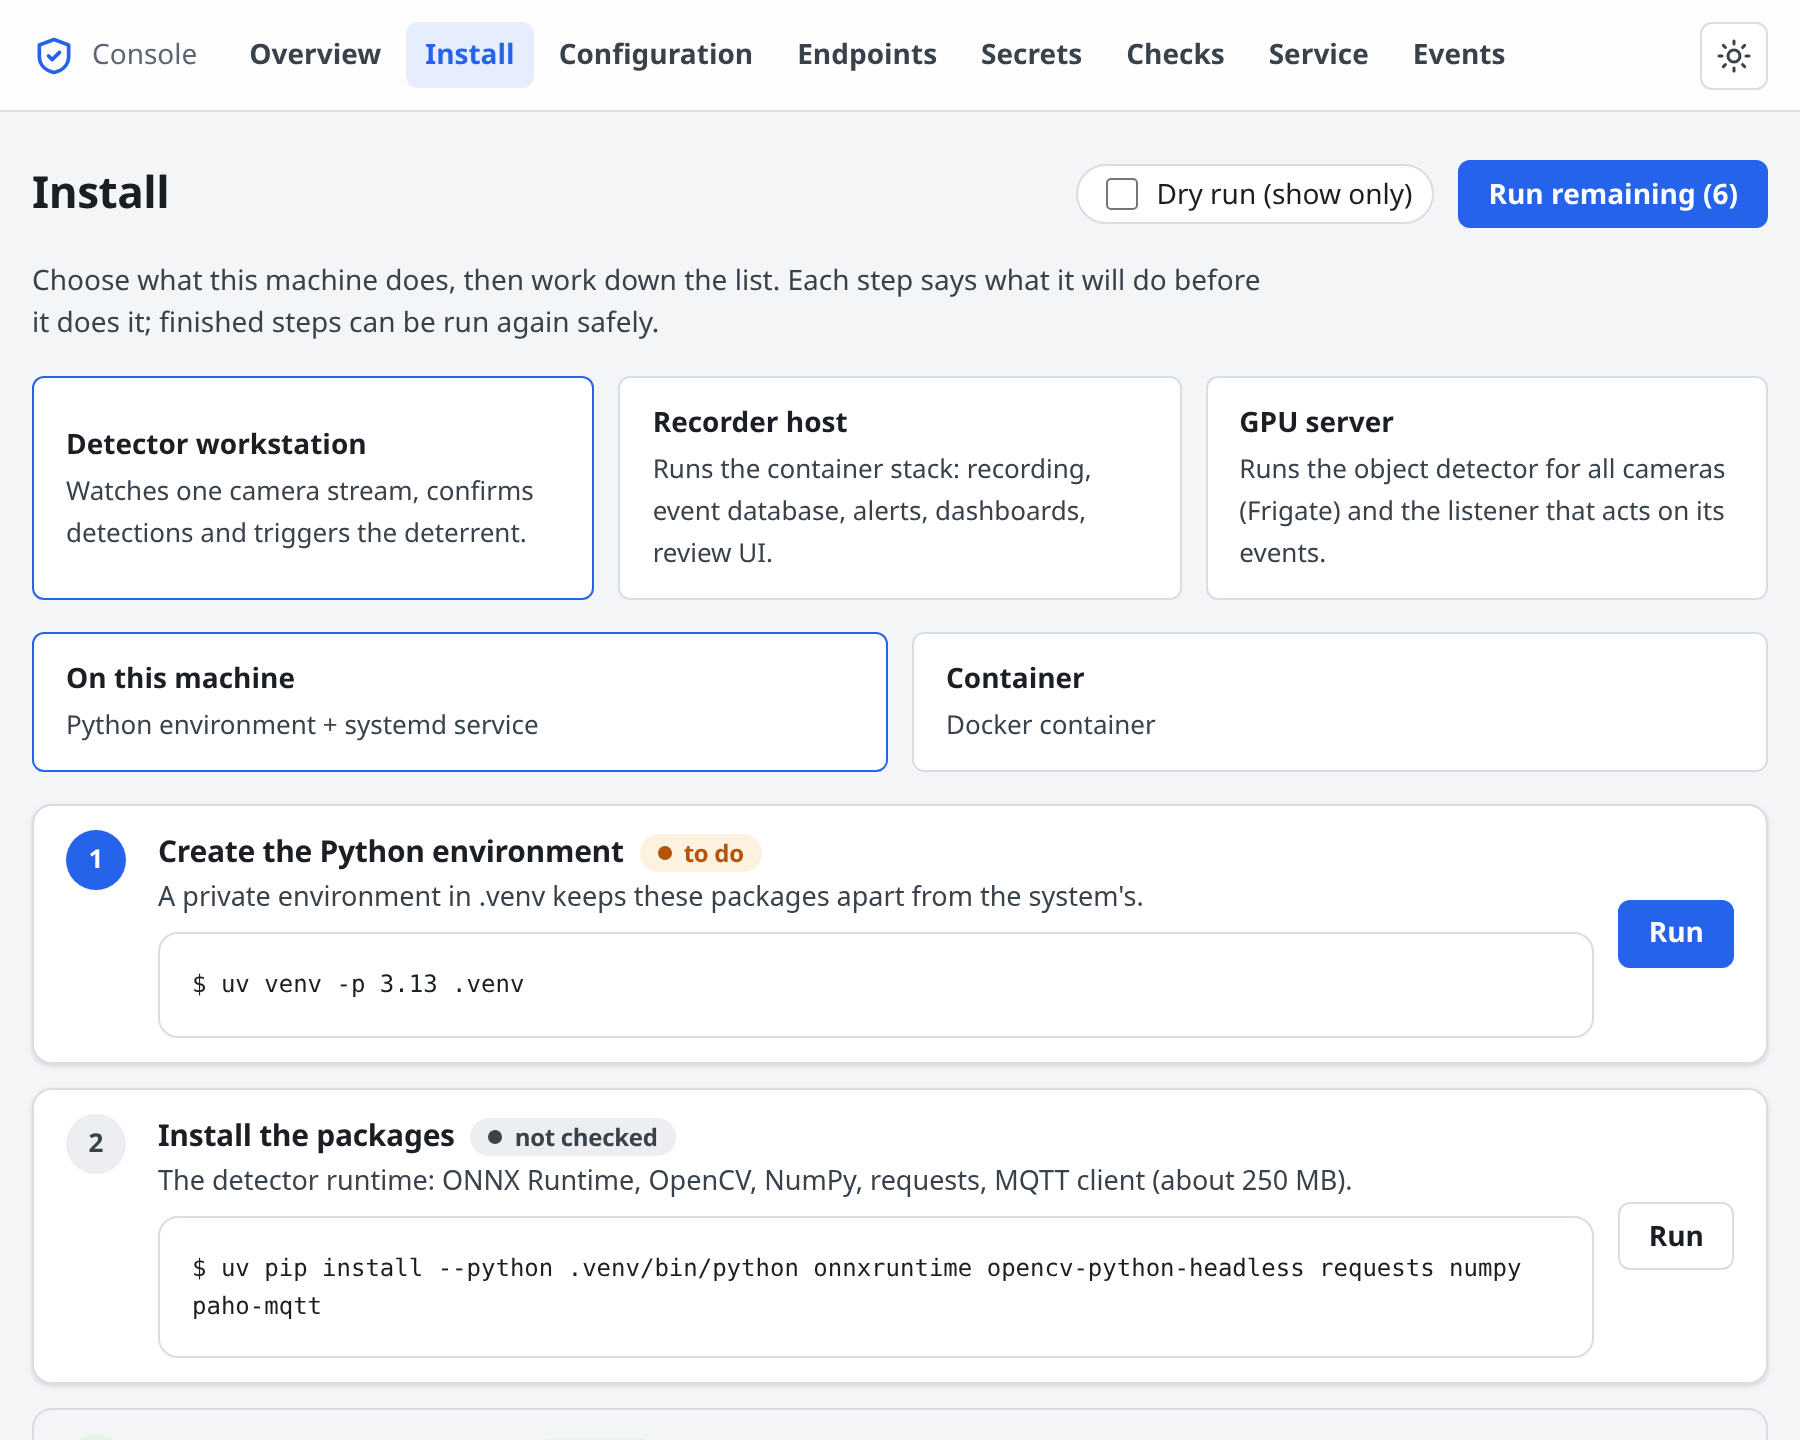 Console Overview Install Configuration Endpoints Secrets Checks Service Events
Install
Dry run (show only) Run remaining (6)
Choose what this machine does, then work down the list. Each step says what it will do before
it does it; finished steps can be run again safely.
Detector workstation
Watches one camera stream, confirms
detections and triggers the deterrent.
Recorder host
Runs the container stack: recording,
event database, alerts, dashboards,
review UI.
GPU server
Runs the object detector for all cameras
(Frigate) and the listener that acts on its
events.
On this machine
Python environment + systemd service
Container
Docker container
1 Create the Python environment to do
A private environment in .venv keeps these packages apart from the system's.
$ uv venv -p 3.13 .venv
Run
2 Install the packages not checked
The detector runtime: ONNX Runtime, OpenCV, NumPy, requests, MQTT client (about 250 MB).
$ uv pip install --python .venv/bin/python onnxruntime opencv-python-headless requests numpy
paho-mqtt
Run